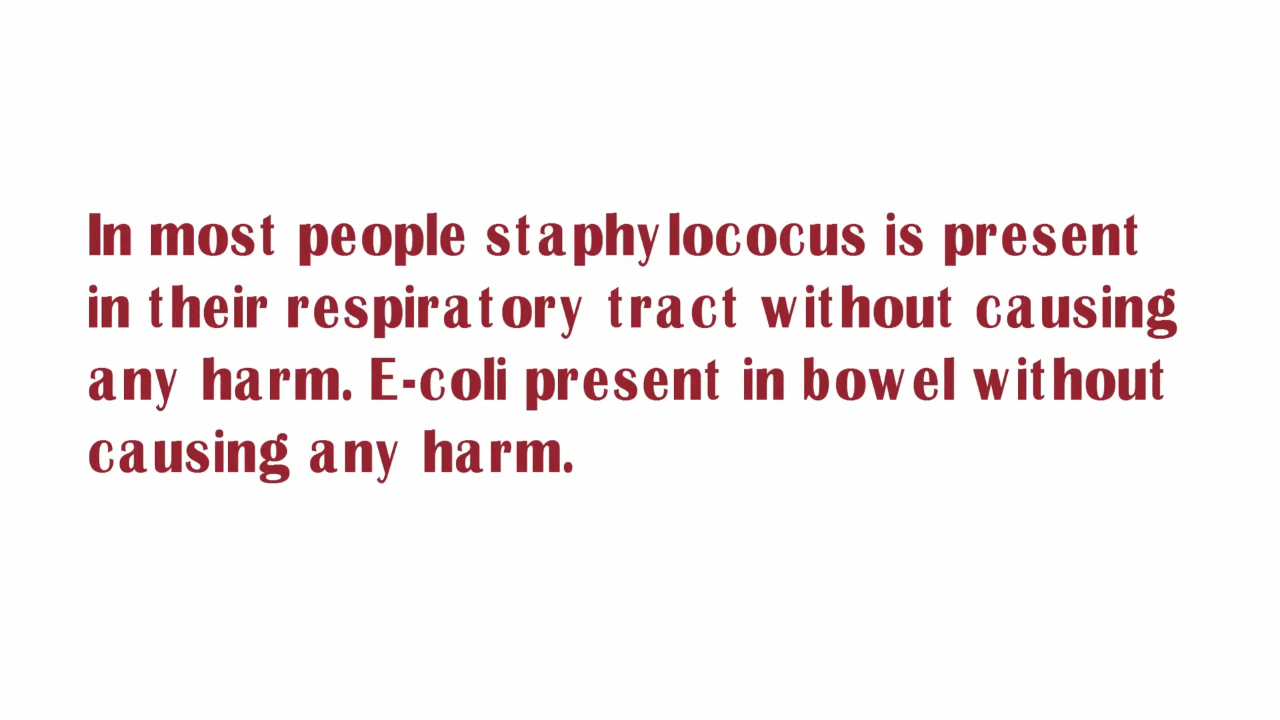 In most people staphylococus is present
in their respiratory tract without causing
any harm. E-coli present in bowel without
causing any harm.